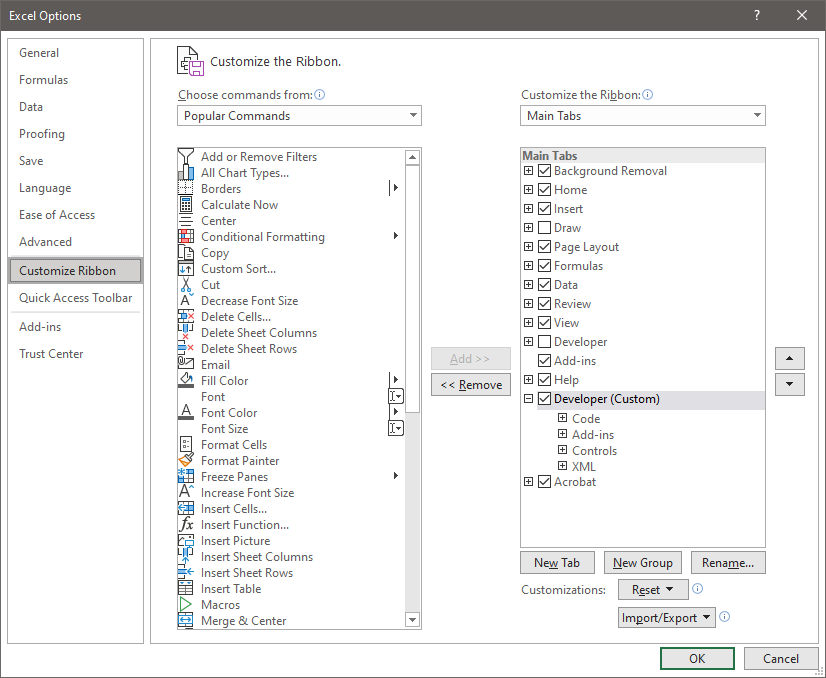 Excel Options
?
General
Formulas
Data
Proofing
Save
Language
Ease of Access
Advanced
Customize Ribbon
Quick Access Toolbar
Add-ins
Trust Center
Customize the Ribbon.
Choose commands from:
Popular Commands
Add or Remove Filters
All Chart Types...
Borders
Calculate Now
Center
Conditional Formatting
Copy
Custom Sort...
Cut
Decrease Font Size
Delete Cells...
Delete Sheet Columns
Delete Sheet Rows
Email
Fill Color
Font
Font Color
Font Size
Format Cells
Format Painter
Freeze Panes
Increase Font Size
Insert Cells...
Insert Function...
Insert Picture
Insert Sheet Columns
Insert Sheet Rows
Insert Table
Macros
Merge & Center
Add >>
<< Remove
Customize the Ribbon:
Main Tabs
Main Tabs
Background Removal
Home
Insert
Draw
Page Layout
Formulas
Data
Review
View
Developer
Add-ins
Help
Developer (Custom)
Code
Add-ins
Controls
XML
Acrobat
New Tab
New Group
Rename...
Customizations:
Reset
Import/Export
OK
Cancel